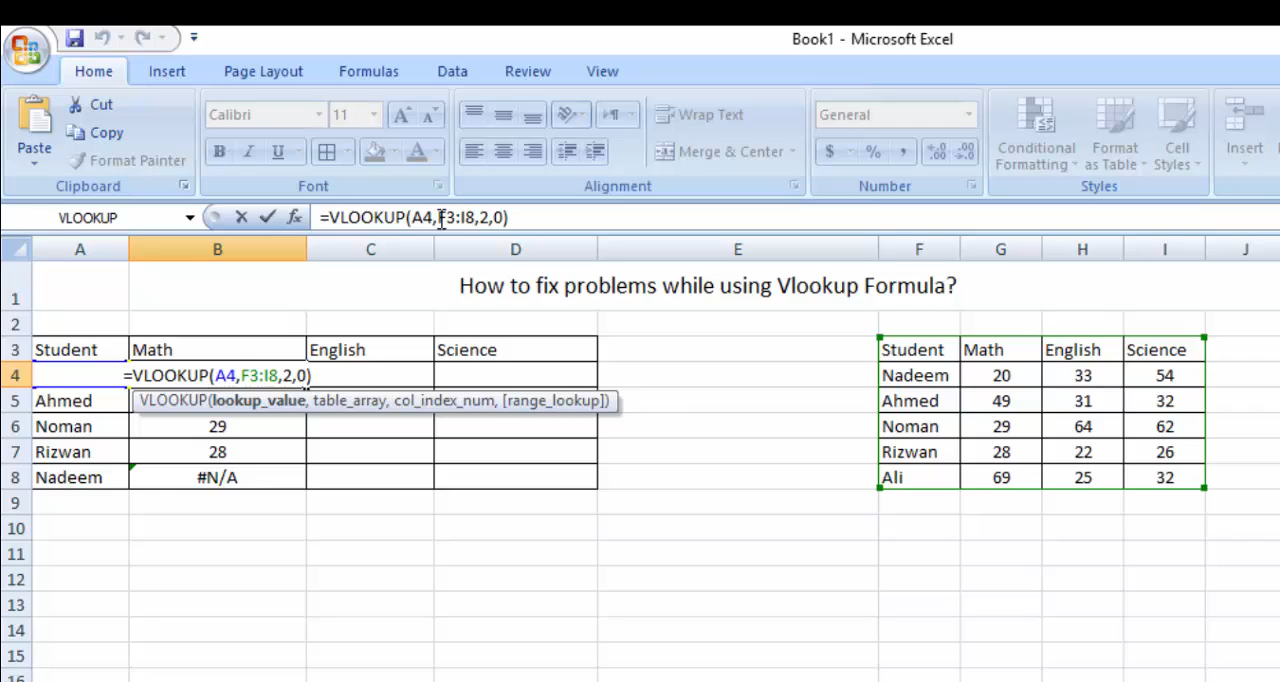 Book1 - Microsoft Excel
Home Insert Page Layout Formulas Data Review View
Paste
Cut
Copy
Format Painter
Clipboard
Calibri 11
B I U A
Font
Wrap Text
Merge & Center
Alignment
General
$ % ,
Number
Conditional Formatting
Format as Table
Cell Styles
Styles
Insert
VLOOKUP =VLOOKUP(A4,F3:I8,2,0)
A B C D E F G H I J
1 How to fix problems while using Vlookup Formula?
2
3 Student Math English Science Student Math English Science
4 =VLOOKUP(A4,F3:I8,2,0) Nadeem 20 33 54
VLOOKUP(lookup_value, table_array, col_index_num, [range_lookup])
5 Ahmed Ahmed 49 31 32
6 Noman 29 Noman 29 64 62
7 Rizwan 28 Rizwan 28 22 26
8 Nadeem #N/A Ali 69 25 32
9
10
11
12
13
14
15
16